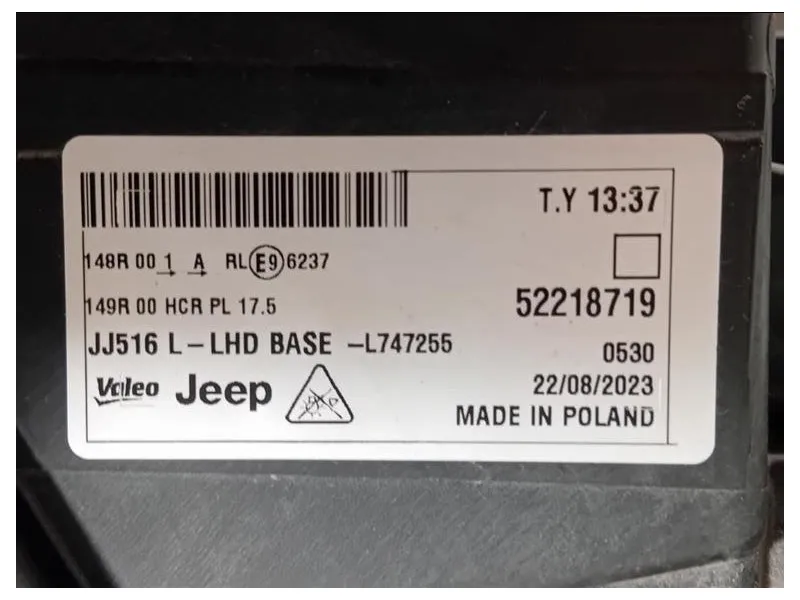 T.Y 13:37
148R 00 1 A RL E9 6237
149R 00 HCR PL 17.5
52218719
JJ516 L-LHD BASE -L747255
0530
Valeo Jeep
22/08/2023
MADE IN POLAND